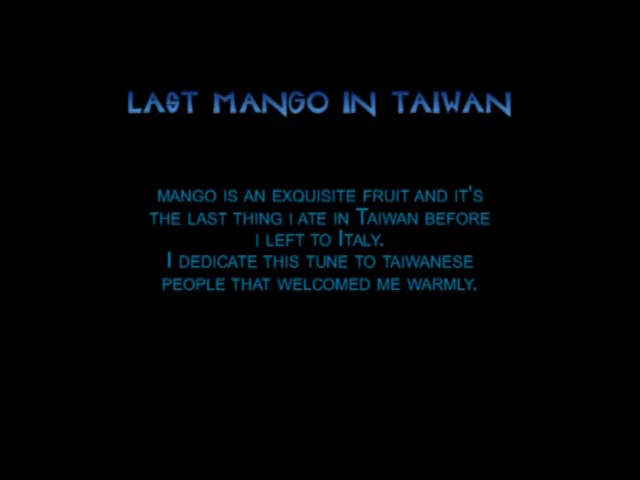 LAST MANGO IN TAIWAN
MANGO IS AN EXQUISITE FRUIT AND IT'S
THE LAST THING I ATE IN TAIWAN BEFORE
I LEFT TO ITALY.
I DEDICATE THIS TUNE TO TAIWANESE
PEOPLE THAT WELCOMED ME WARMLY.